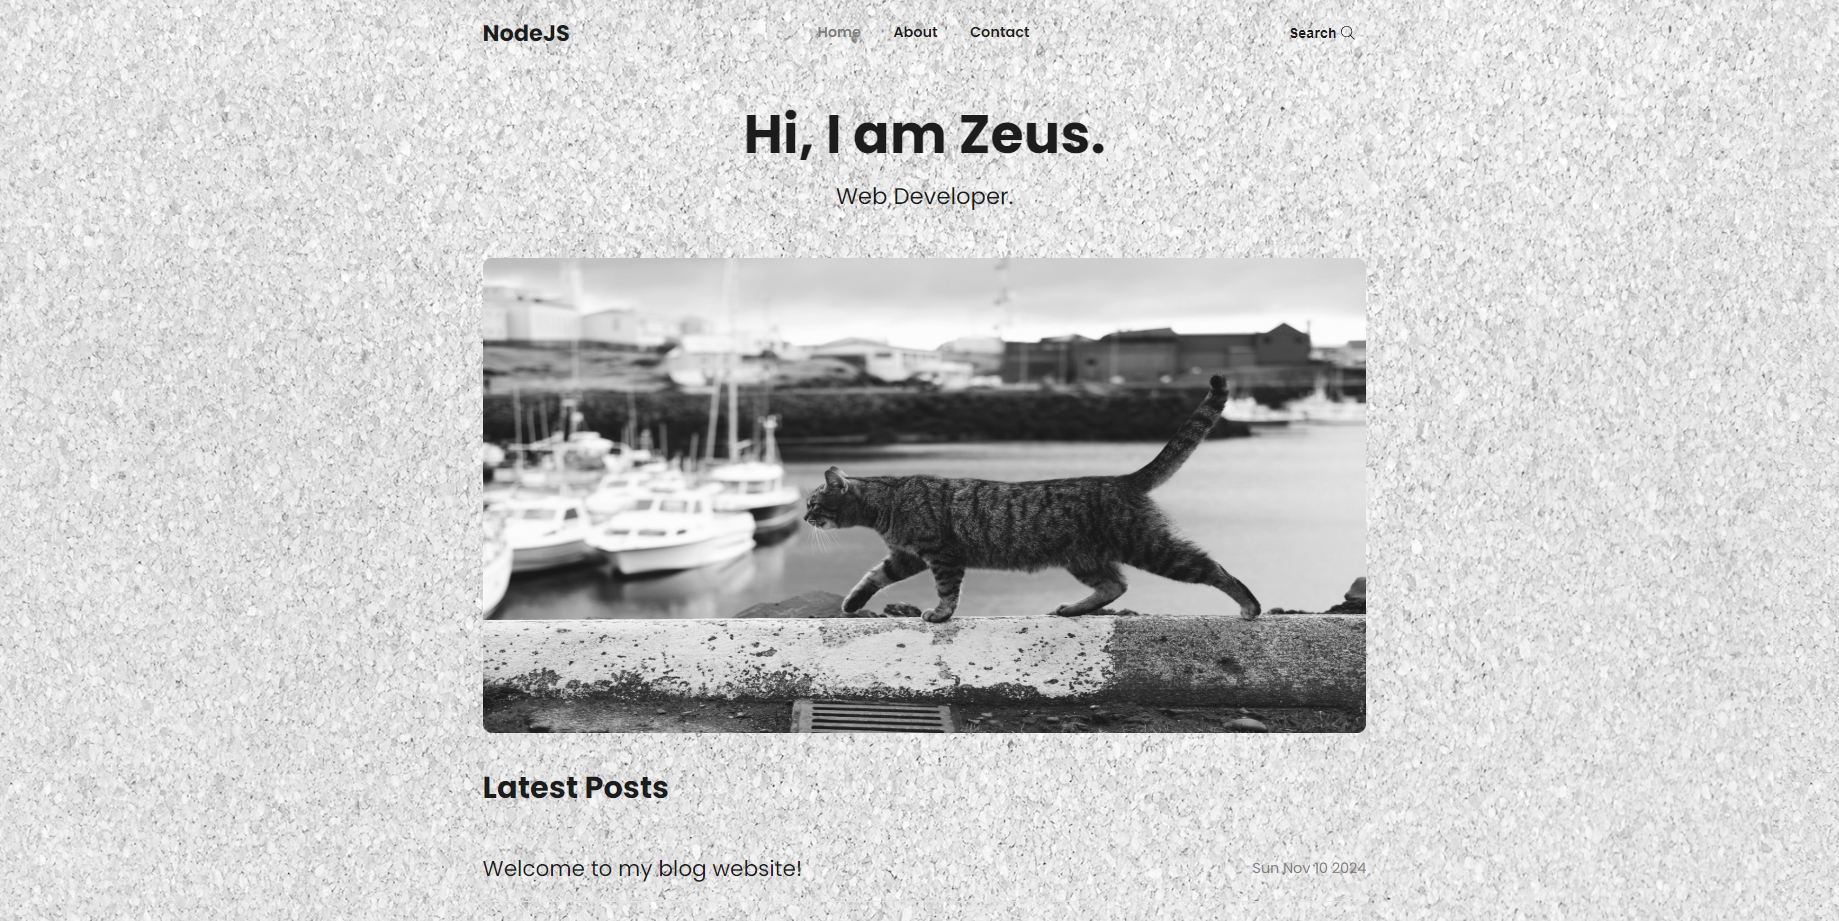 NodeJS
Home About Contact
Search
Hi, I am Zeus.
Web Developer.
Latest Posts
Welcome to my blog website!
Sun Nov 10 2024